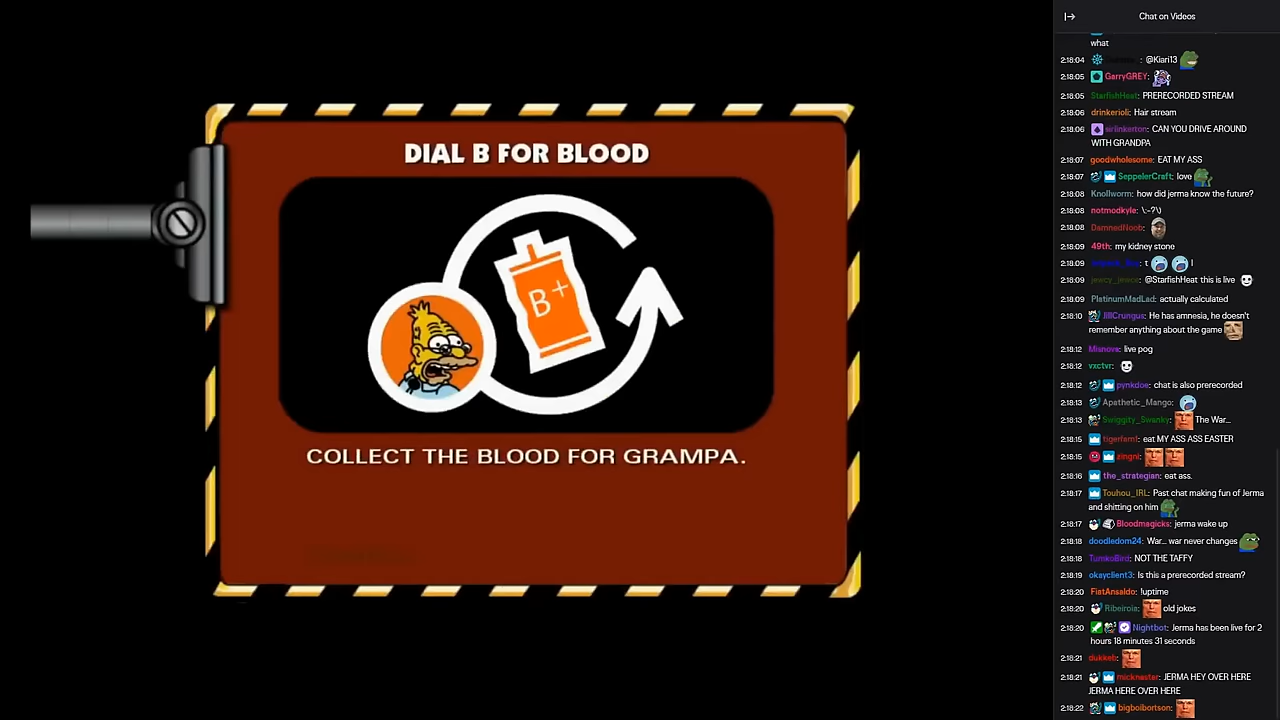 Chat on Videos
what
2:18:04 : @Kiari13
2:18:05 GarryGREY:
2:18:05 StarfishHeat: PRERECORDED STREAM
2:18:06 drinkerioli: Hair stream
2:18:06 airlinkerton: CAN YOU DRIVE AROUND
WITH GRANDPA
2:18:07 goodwholesome: EAT MY ASS
2:18:07 SeppelerCraft: love
2:18:08 Knollworm: how did jerma know the future?
2:18:08 notmodkyle: \:-?\)
2:18:08 DamnedNoob:
2:18:09 49th: my kidney stone
2:18:09 : t l
2:18:09 : @StarfishHeat this is live
2:18:09 PlatinumMadLad: actually calculated
2:18:10 JillCrungus: He has amnesia, he doesn't
remember anything about the game
2:18:12 Misnove: live pog
2:18:12 vxctvr:
2:18:12 pynkdoe: chat is also prerecorded
2:18:13 Apathetic_Mango:
2:18:13 Swiggity_Swanky: The War...
2:18:15 tigerfam1: eat MY ASS ASS EASTER
2:18:15 zingni:
2:18:16 the_strategian: eat ass.
2:18:17 Touhou_IRL: Past chat making fun of Jerma
and shitting on him
2:18:17 Bloodmagicks: jerma wake up
2:18:18 doodledom24: War... war never changes
2:18:18 TumkoBird: NOT THE TAFFY
2:18:19 okayclient3: Is this a prerecorded stream?
2:18:20 FiatAnsaldo: !uptime
2:18:20 Ribeiroia: old jokes
2:18:20 Nightbot: Jerma has been live for 2
hours 18 minutes 31 seconds
2:18:21 dukkeb:
2:18:21 micknaster: JERMA HEY OVER HERE
JERMA HERE OVER HERE
2:18:22 bigboibortson:
DIAL B FOR BLOOD
B+
COLLECT THE BLOOD FOR GRAMPA.